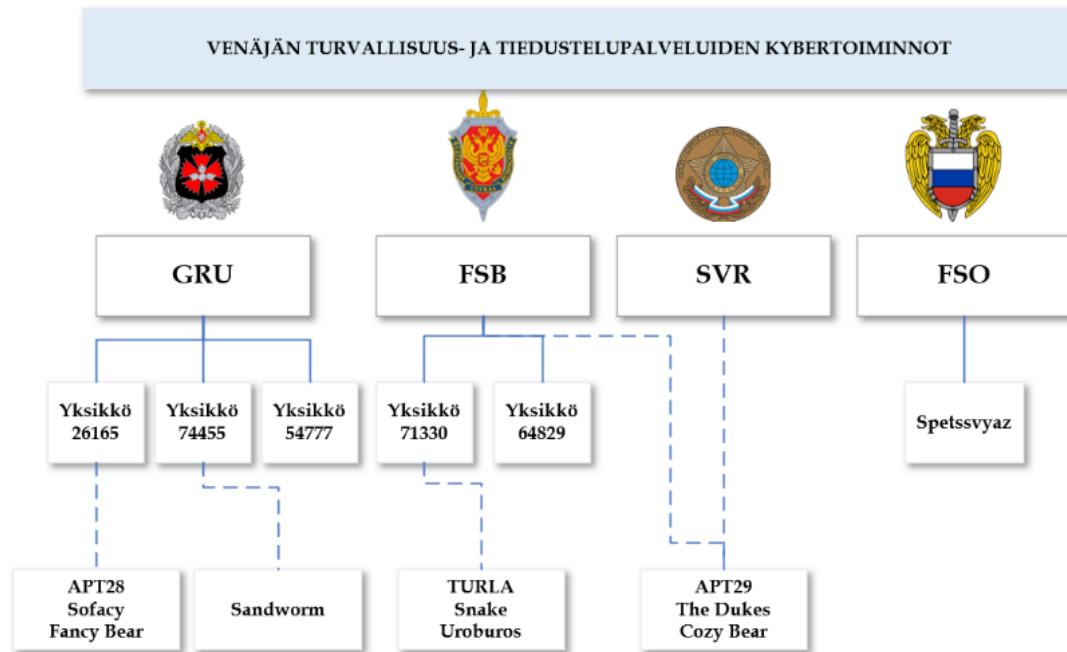 VENÄJÄN TURVALLISUUS- JA TIEDUSTELUPALVELUIDEN KYBERTOIMINNOT
GRU
FSB
SVR
FSO
Yksikkö
26165
Yksikkö
74455
Yksikkö
54777
Yksikkö
71330
Yksikkö
64829
Spetssvyaz
APT28
Sofacy
Fancy Bear
Sandworm
TURLA
Snake
Uroburos
APT29
The Dukes
Cozy Bear